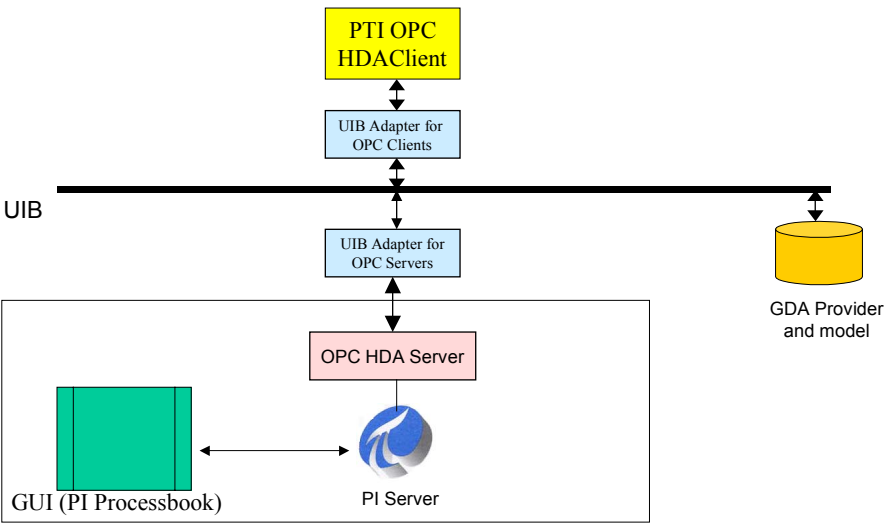 PTI OPC
HDAClient
UIB Adapter for
OPC Clients
UIB
UIB Adapter for
OPC Servers
GDA Provider
and model
OPC HDA Server
GUI (PI Processbook)
PI Server